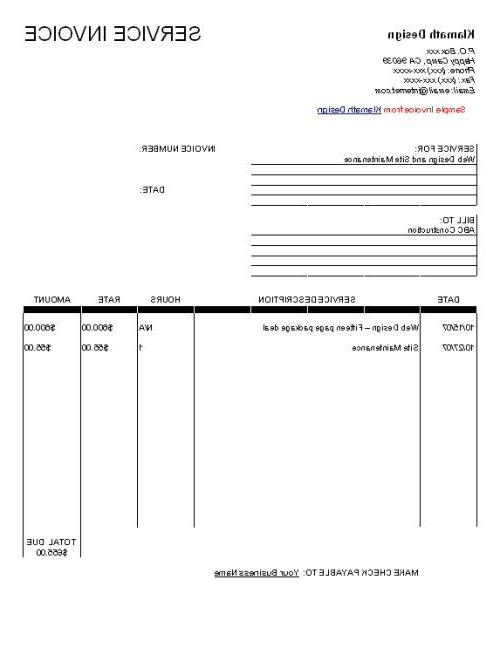 Klamath Design SERVICE INVOICE
P.O. Box xxx
Happy Camp, CA 96039
Phone: (xxx) xxx-xxxx
Fax: (xxx) xxx-xxxx
Email: email@internet.com
Sample Invoice from Klamath Design
SERVICE FOR: INVOICE NUMBER:
Web Design and Site Maintenance
DATE:
BILL TO:
ABC Construction
DATE SERVICE DESCRIPTION HOURS RATE AMOUNT
10/15/07 Web Design – Fifteen page package deal N/A $600.00 $600.00
10/27/07 Site Maintenance 1 $55.00 $55.00
TOTAL DUE
$655.00
MAKE CHECK PAYABLE TO: Your Business Name